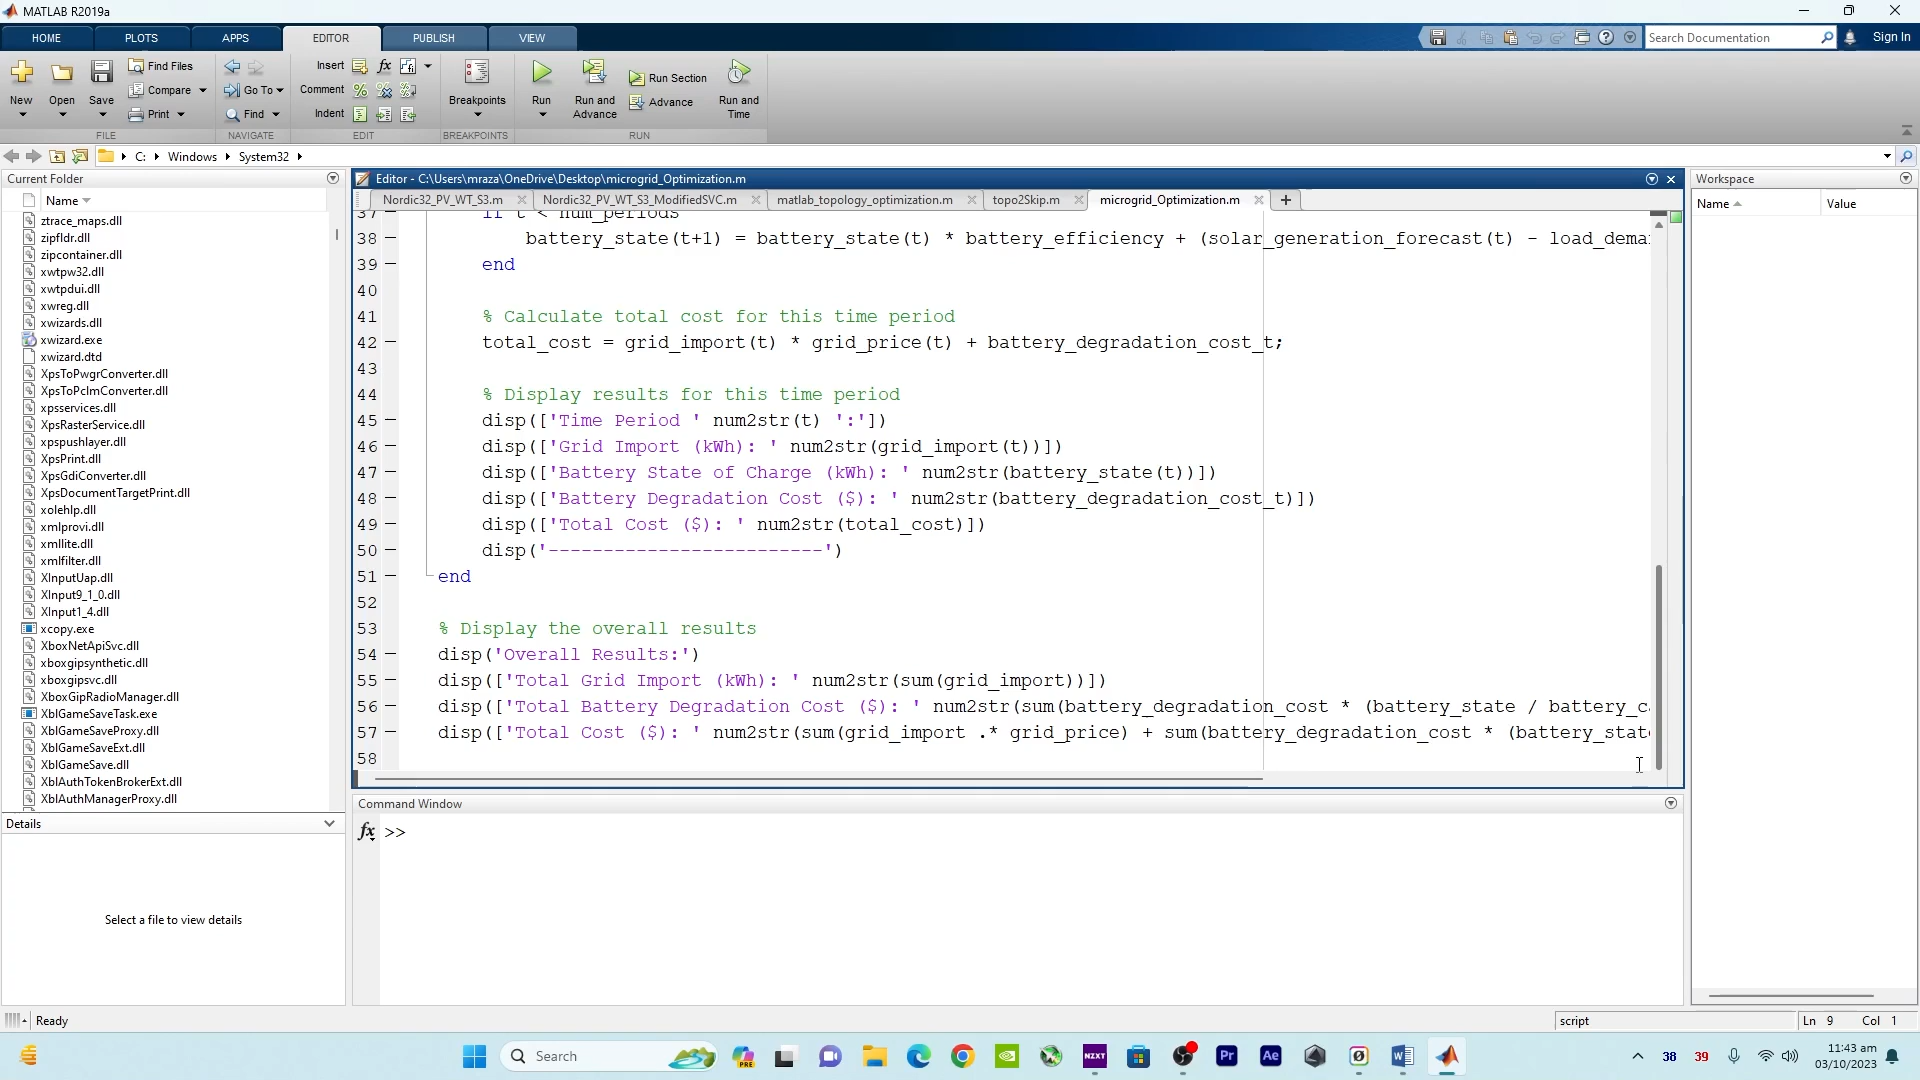 MATLAB R2019a
HOME
PLOTS
APPS
EDITOR
PUBLISH
VIEW
Search Documentation
Sign In
New
Open
Save
Find Files
Compare
Print
FILE
Go To
Find
NAVIGATE
Insert
fx
Comment
Indent
EDIT
Breakpoints
BREAKPOINTS
Run
Run and Advance
Run Section
Advance
Run and Time
RUN
C: Windows System32
Current Folder
Name
ztrace_maps.dll
zipfldr.dll
zipcontainer.dll
xwtpw32.dll
xwtpdui.dll
xwreg.dll
xwizards.dll
xwizard.exe
xwizard.dtd
XpsToPwgrConverter.dll
XpsToPclmConverter.dll
xpsservices.dll
XpsRasterService.dll
xpspushlayer.dll
XpsPrint.dll
XpsGdiConverter.dll
XpsDocumentTargetPrint.dll
xolehlp.dll
xmlprovi.dll
xmllite.dll
xmlfilter.dll
XInputUap.dll
XInput9_1_0.dll
XInput1_4.dll
xcopy.exe
XboxNetApiSvc.dll
xboxgipsynthetic.dll
xboxgipsvc.dll
XboxGipRadioManager.dll
XblGameSaveTask.exe
XblGameSaveProxy.dll
XblGameSaveExt.dll
XblGameSave.dll
XblAuthTokenBrokerExt.dll
XblAuthManagerProxy.dll
Details
Select a file to view details
Editor - C:\Users\mraza\OneDrive\Desktop\microgrid_Optimization.m
Nordic32_PV_WT_S3.m
Nordic32_PV_WT_S3_ModifiedSVC.m
matlab_topology_optimization.m
topo2Skip.m
microgrid_Optimization.m
37 if t < num_periods
38 battery_state(t+1) = battery_state(t) * battery_efficiency + (solar_generation_forecast(t) - load_dema
39 end
40
41 % Calculate total cost for this time period
42 total_cost = grid_import(t) * grid_price(t) + battery_degradation_cost_t;
43
44 % Display results for this time period
45 disp(['Time Period ' num2str(t) ':'])
46 disp(['Grid Import (kWh): ' num2str(grid_import(t))])
47 disp(['Battery State of Charge (kWh): ' num2str(battery_state(t))])
48 disp(['Battery Degradation Cost ($): ' num2str(battery_degradation_cost_t)])
49 disp(['Total Cost ($): ' num2str(total_cost)])
50 disp('-------------------------')
51 end
52
53 % Display the overall results
54 disp('Overall Results:')
55 disp(['Total Grid Import (kWh): ' num2str(sum(grid_import))])
56 disp(['Total Battery Degradation Cost ($): ' num2str(sum(battery_degradation_cost * (battery_state / battery_c
57 disp(['Total Cost ($): ' num2str(sum(grid_import .* grid_price) + sum(battery_degradation_cost * (battery_stat
58
Command Window
fx >>
Workspace
Name
Value
Ready
script
Ln 9 Col 1
Search
PRE
NZXT
Pr
Ae
38
39
11:43 am
03/10/2023